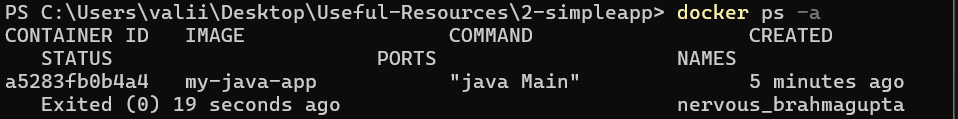 PS C:\Users\valii\Desktop\Useful-Resources\2-simpleapp> docker ps -a
CONTAINER ID   IMAGE           COMMAND                  CREATED
   STATUS                      PORTS                    NAMES
a5283fb0b4a4   my-java-app     "java Main"              5 minutes ago
   Exited (0) 19 seconds ago                            nervous_brahmagupta